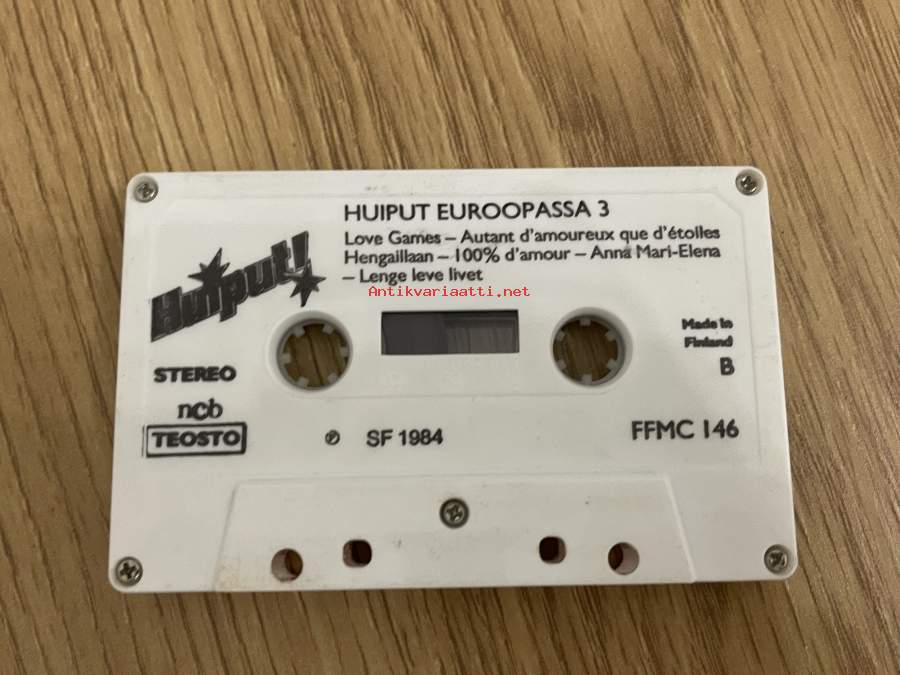 HUIPUT EUROOPASSA 3
Love Games – Autant d'amoureux que d'étoiles
Hengaillaan – 100% d'amour – Anna Mari-Elena
– Lenge leve livet
Antikvariaatti.net
Huiput!
Made in
Finland
STEREO
B
ncb
TEOSTO
℗ SF 1984
FFMC 146